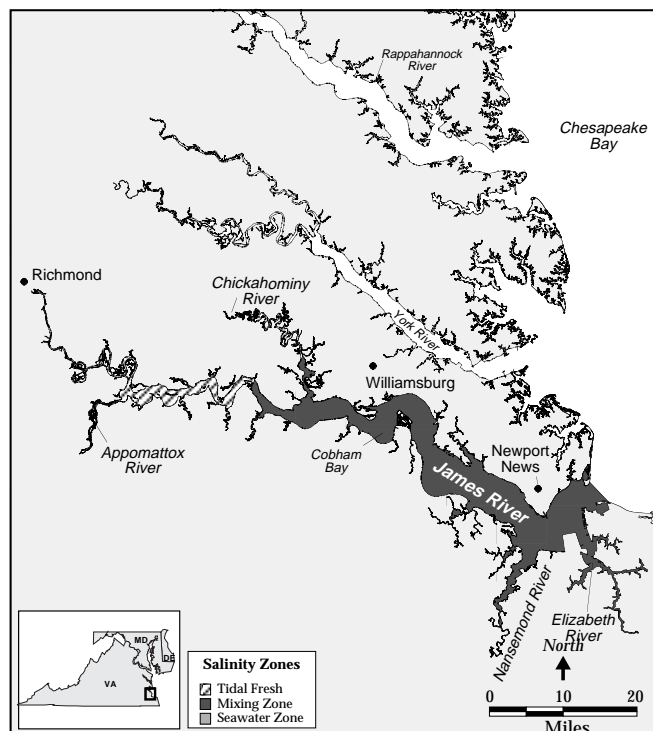 Rappahannock
River
Chesapeake
Bay
Richmond
Chickahominy
River
York River
Williamsburg
Appomattox
River
Cobham
Bay
Newport
News
James River
Nansemond River
Elizabeth
River
North
MD
DE
VA
Salinity Zones
Tidal Fresh
Mixing Zone
Seawater Zone
0 10 20
Miles